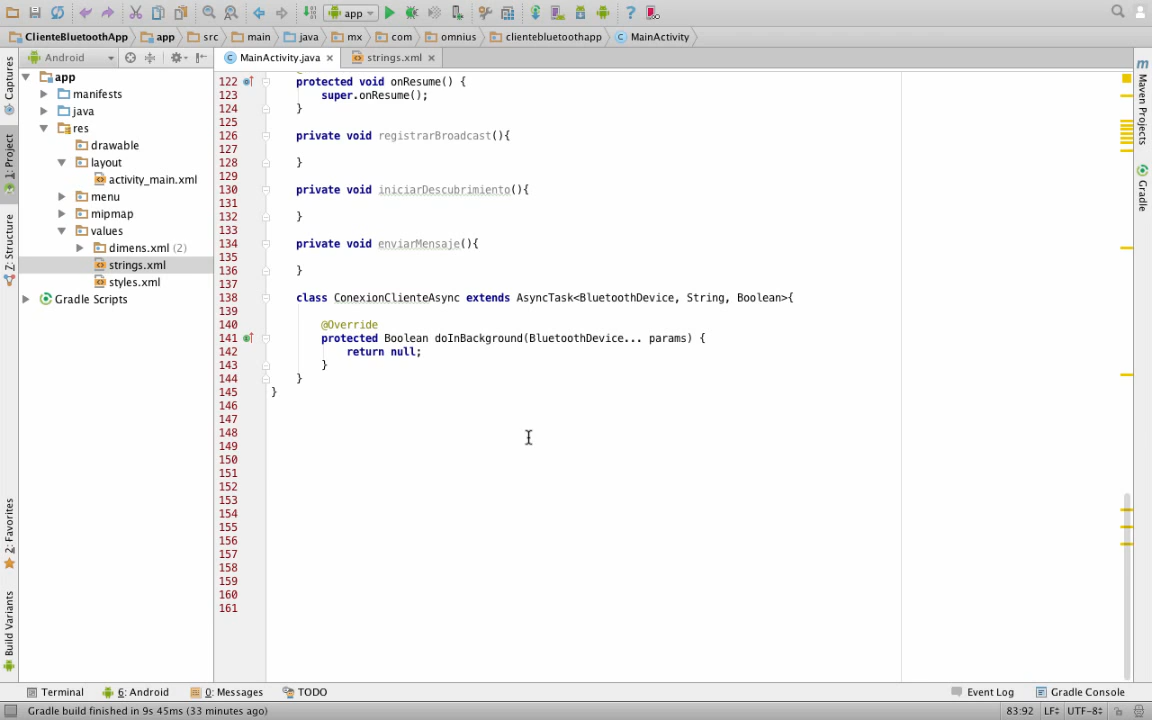 app
ClienteBluetoothApp app src main java mx com omnius clientebluetoothapp MainActivity
Android
MainActivity.java
strings.xml
Captures
1: Project
7: Structure
2: Favorites
Build Variants
app
manifests
java
res
drawable
layout
activity_main.xml
menu
mipmap
values
dimens.xml (2)
strings.xml
styles.xml
Gradle Scripts
122 protected void onResume() {
123 super.onResume();
124 }
125
126 private void registrarBroadcast(){
127
128 }
129
130 private void iniciarDescubrimiento(){
131
132 }
133
134 private void enviarMensaje(){
135
136 }
137
138 class ConexionClienteAsync extends AsyncTask<BluetoothDevice, String, Boolean>{
139
140 @Override
141 protected Boolean doInBackground(BluetoothDevice... params) {
142 return null;
143 }
144 }
145 }
146
147
148
149
150
151
152
153
154
155
156
157
158
159
160
161
Maven Projects
Gradle
Terminal 6: Android 0: Messages TODO Event Log Gradle Console
Gradle build finished in 9s 45ms (33 minutes ago) 83:92 LF÷ UTF-8÷